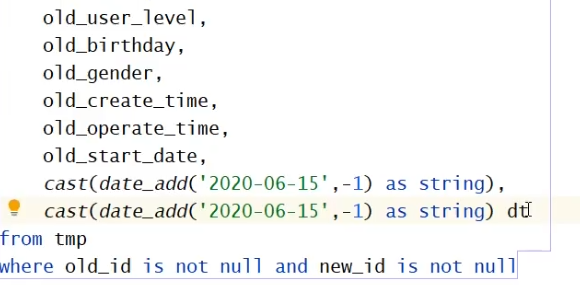 old_user_level,
old_birthday,
old_gender,
old_create_time,
old_operate_time,
old_start_date,
cast(date_add('2020-06-15',-1) as string),
cast(date_add('2020-06-15',-1) as string) dt
from tmp
where old_id is not null and new_id is not null